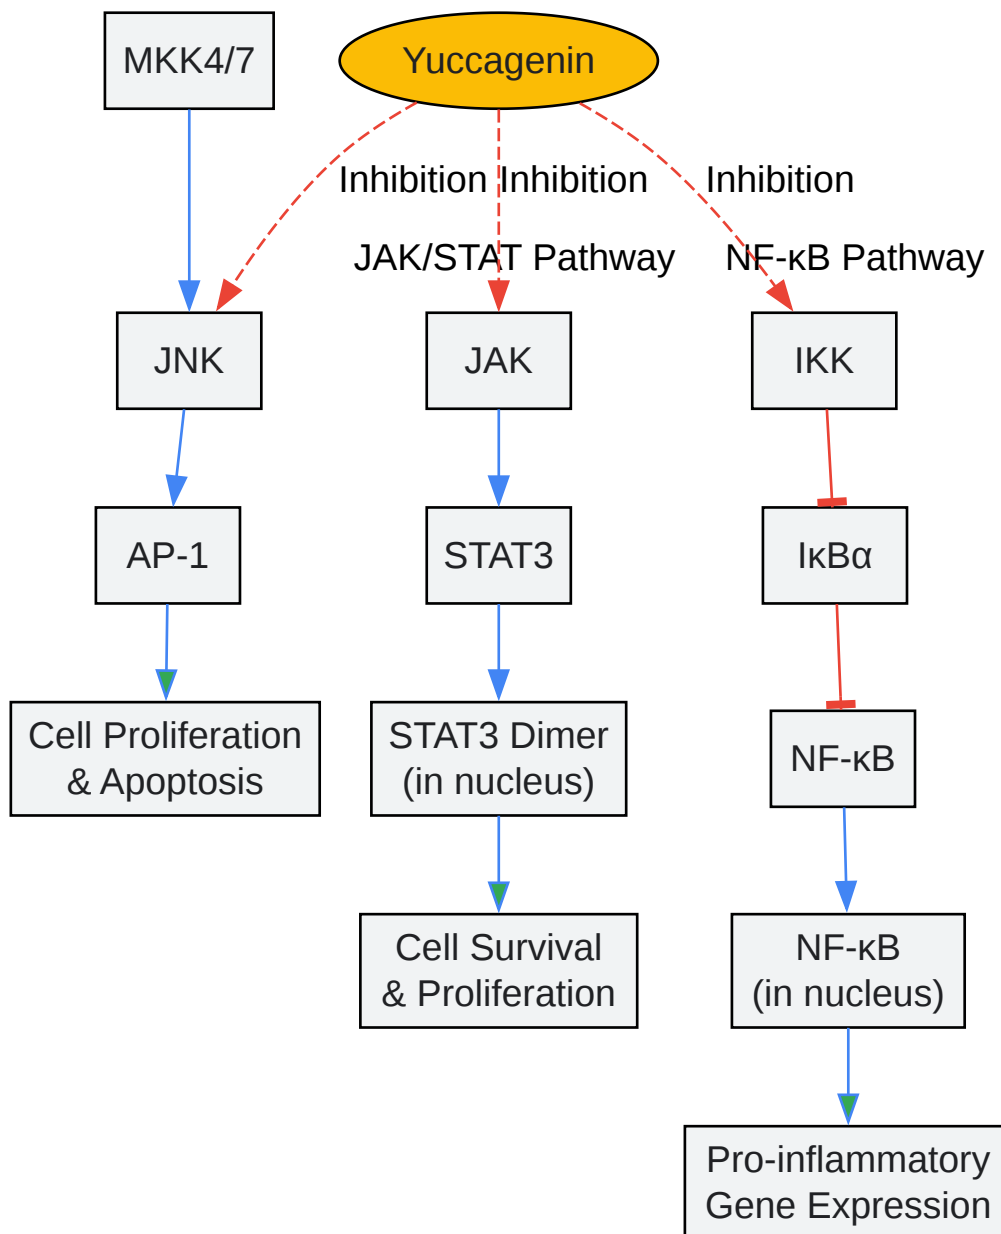 MKK4/7
Yuccagenin
Inhibition
Inhibition
Inhibition
JAK/STAT Pathway
NF-κB Pathway
JNK
JAK
IKK
AP-1
STAT3
IκBα
Cell Proliferation
& Apoptosis
STAT3 Dimer
(in nucleus)
NF-κB
Cell Survival
& Proliferation
NF-κB
(in nucleus)
Pro-inflammatory
Gene Expression